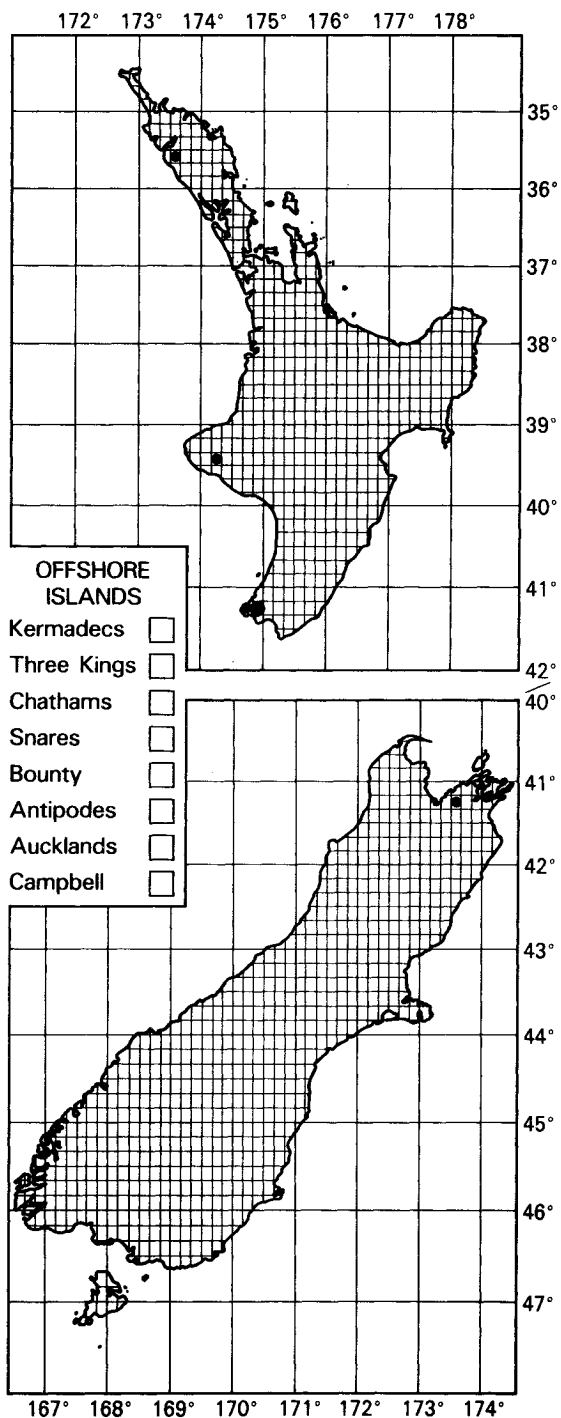 172° 173° 174° 175° 176° 177° 178°
35°
36°
37°
38°
39°
40°
41°
42°
OFFSHORE
ISLANDS
Kermadecs
Three Kings
Chathams
Snares
Bounty
Antipodes
Aucklands
Campbell
40°
41°
42°
43°
44°
45°
46°
47°
167° 168° 169° 170° 171° 172° 173° 174°